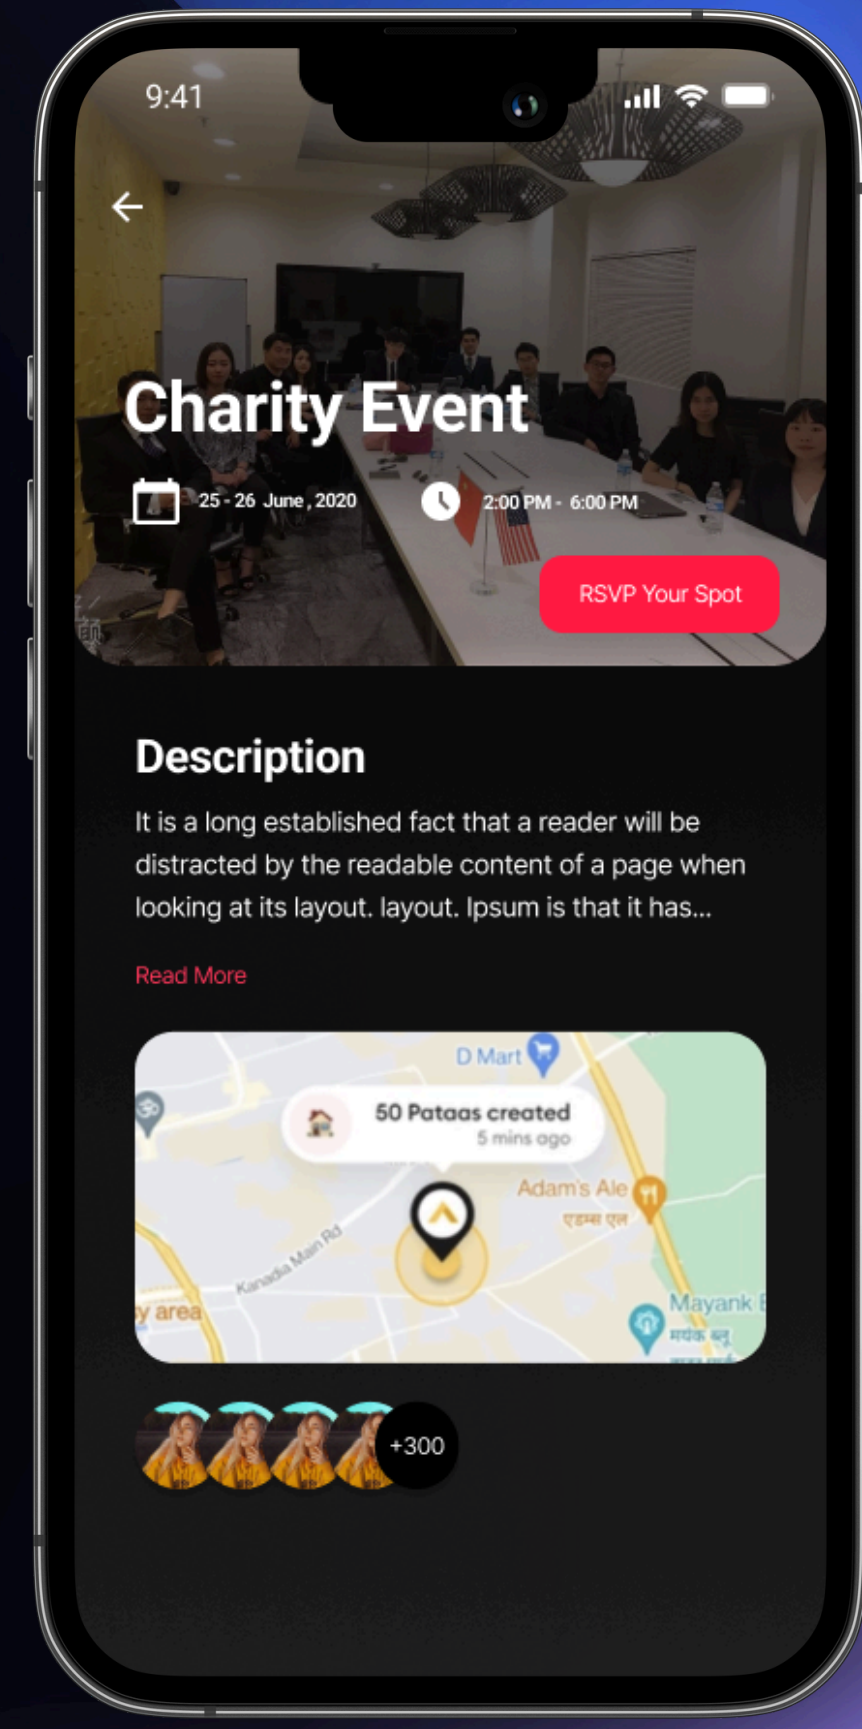 9:41
Charity Event
25 - 26 June , 2020
2:00 PM - 6:00 PM
RSVP Your Spot
Description
It is a long established fact that a reader will be
distracted by the readable content of a page when
looking at its layout. layout. Ipsum is that it has...
Read More
D Mart
50 Pataas created
5 mins ago
Adam's Ale
एडम्स एल
Kanadia Main Rd
y area
Mayank
मयंक ब्लू
+300